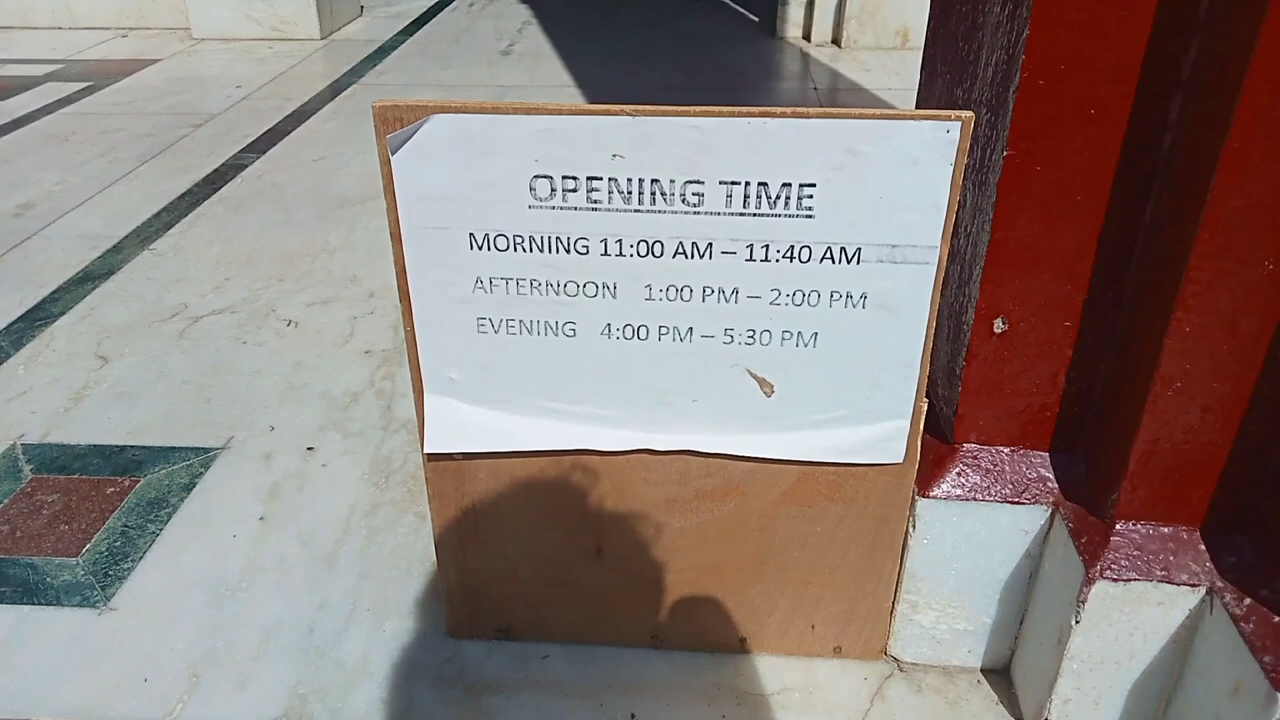 OPENING TIME
MORNING 11:00 AM – 11:40 AM
AFTERNOON 1:00 PM – 2:00 PM
EVENING 4:00 PM – 5:30 PM